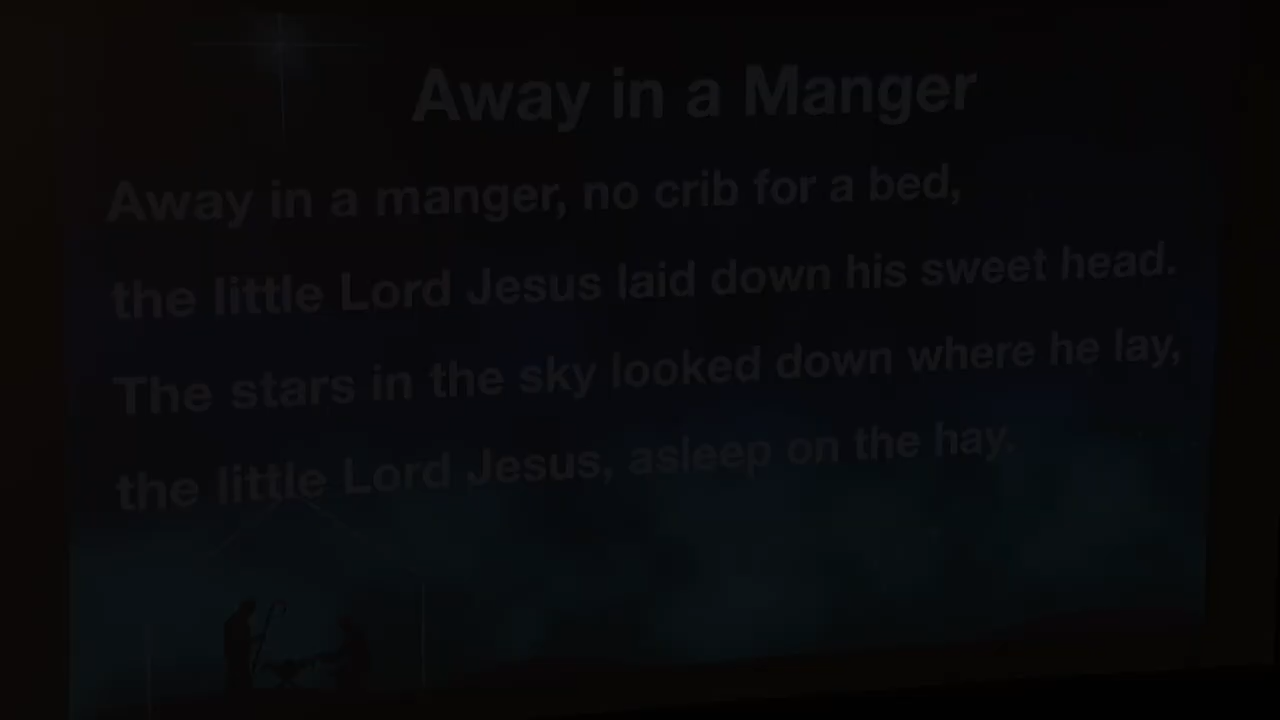 Away in a Manger
Away in a manger, no crib for a bed,
the little Lord Jesus laid down his sweet head.
The stars in the sky looked down where he lay,
the little Lord Jesus, asleep on the hay.